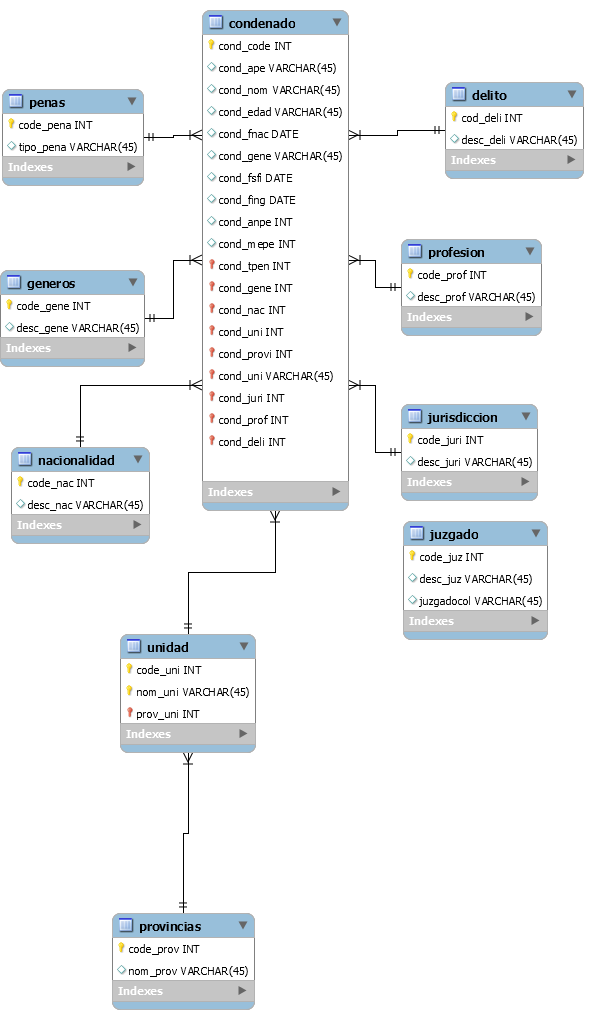 condenado
cond_code INT
cond_ape VARCHAR(45)
cond_nom VARCHAR(45)
cond_edad VARCHAR(45)
cond_fnac DATE
cond_gene VARCHAR(45)
cond_fsfi DATE
cond_fing DATE
cond_anpe INT
cond_mepe INT
cond_tpen INT
cond_gene INT
cond_nac INT
cond_uni INT
cond_provi INT
cond_uni VARCHAR(45)
cond_juri INT
cond_prof INT
cond_deli INT
Indexes
penas
code_pena INT
tipo_pena VARCHAR(45)
Indexes
delito
cod_deli INT
desc_deli VARCHAR(45)
Indexes
generos
code_gene INT
desc_gene VARCHAR(45)
Indexes
profesion
code_prof INT
desc_prof VARCHAR(45)
Indexes
nacionalidad
code_nac INT
desc_nac VARCHAR(45)
Indexes
jurisdiccion
code_juri INT
desc_juri VARCHAR(45)
Indexes
juzgado
code_juz INT
desc_juz VARCHAR(45)
juzgadocol VARCHAR(45)
Indexes
unidad
code_uni INT
nom_uni VARCHAR(45)
prov_uni INT
Indexes
provincias
code_prov INT
nom_prov VARCHAR(45)
Indexes